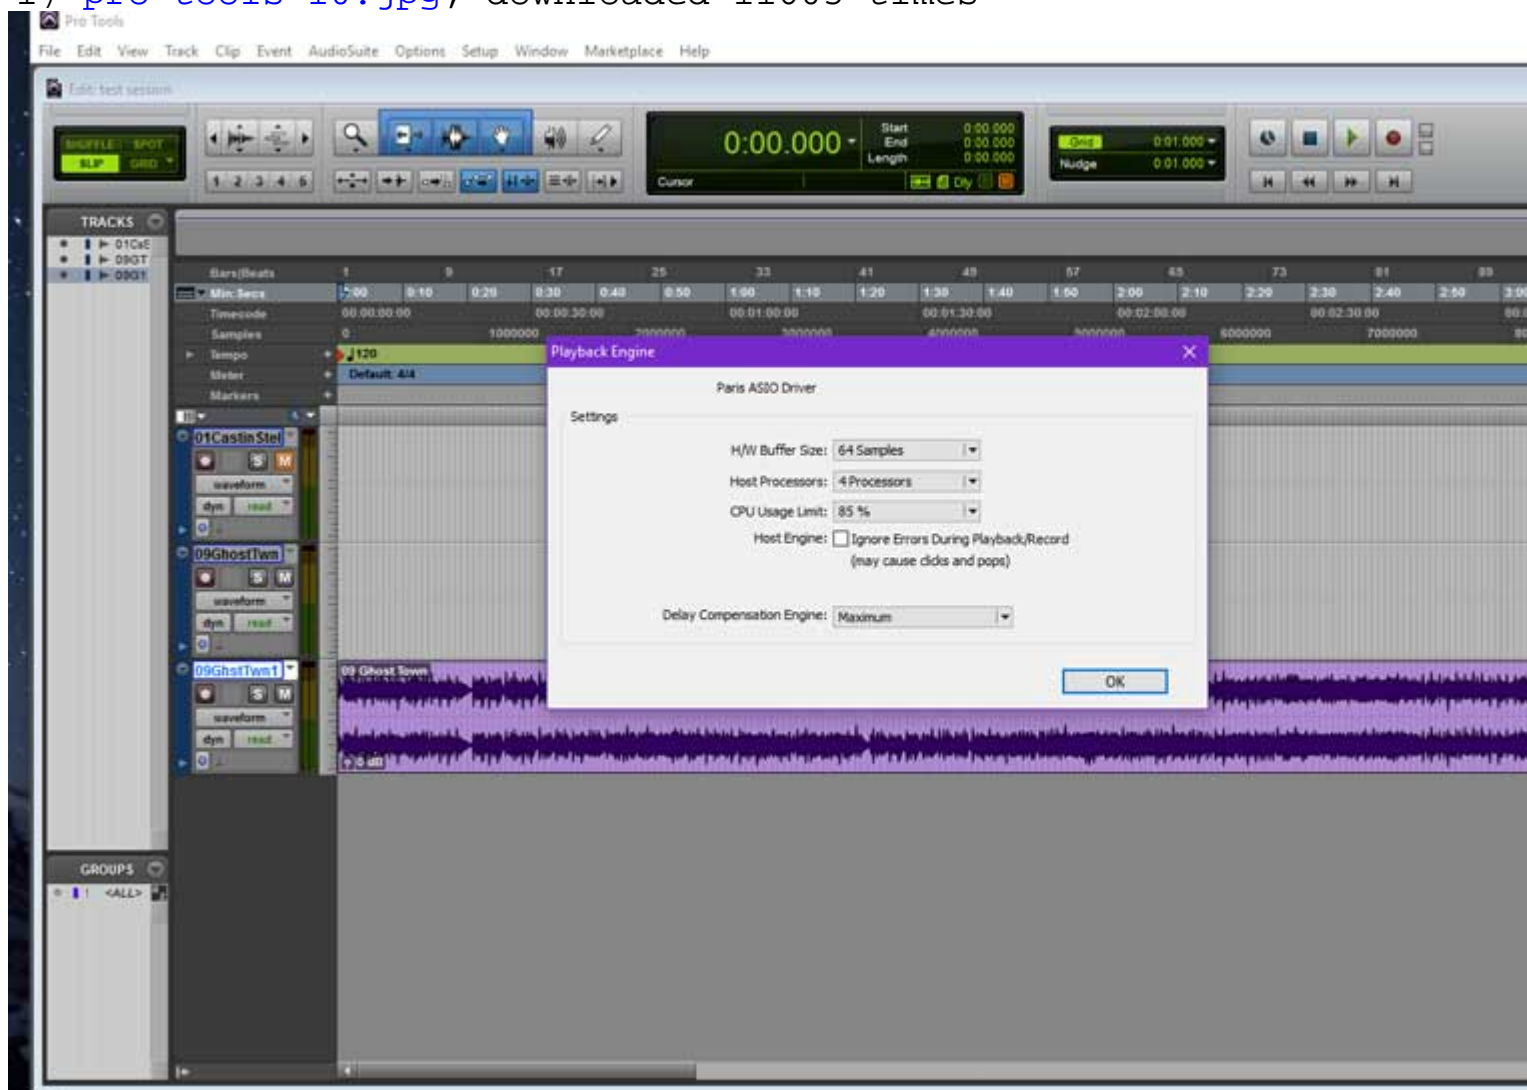 Pro Tools
File Edit View Track Clip Event AudioSuite Options Setup Window Marketplace Help
Edit: test session
SHUFFLE SPOT
SLIP GRID
1 2 3 4 5
0:00.000
Start 0:00.000
End 0:00.000
Length 0:00.000
Cursor
Dly
Grid 0:01.000
Nudge 0:01.000
TRACKS
01CsS
09GT
09GT
Bars|Beats 1 9 17 25 33 41 49 57 65 73 81 89
Min:Secs 0:00 0:10 0:20 0:30 0:40 0:50 1:00 1:10 1:20 1:30 1:40 1:50 2:00 2:10 2:20 2:30 2:40 2:50 3:00
Timecode 00:00:00:00 00:00:30:00 00:01:00:00 00:01:30:00 00:02:00:00 00:02:30:00
Samples 0 1000000 2000000 3000000 4000000 5000000 6000000 7000000
Tempo 120
Meter Default: 4/4
Markers
Playback Engine
Paris ASIO Driver
Settings
H/W Buffer Size: 64 Samples
Host Processors: 4 Processors
CPU Usage Limit: 85 %
Host Engine: Ignore Errors During Playback/Record
(may cause clicks and pops)
Delay Compensation Engine: Maximum
OK
01CastinStel
S M
waveform
dyn read
09GhostTwn
S M
waveform
dyn read
09GhstTwn1
S M
waveform
dyn read
09 Ghost Town
0 dB
GROUPS
! <ALL>